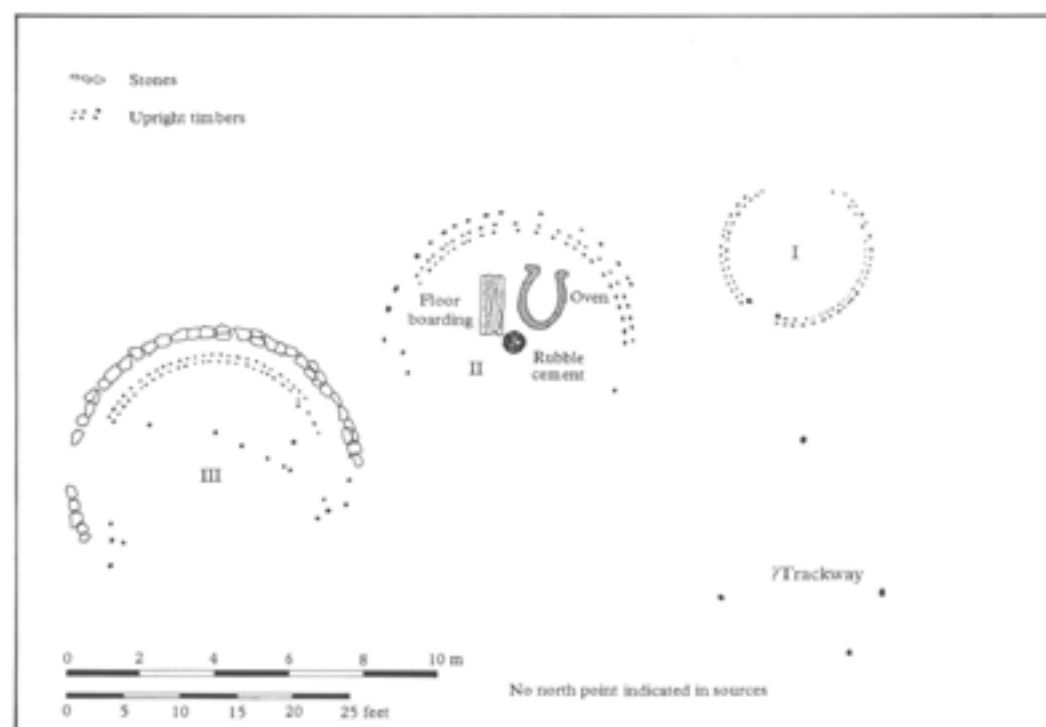 Stones
Upright timbers
I
Floor
boarding
Oven
II
Rubble
cement
III
?Trackway
0 2 4 6 8 10 m
No north point indicated in sources
0 5 10 15 20 25 feet